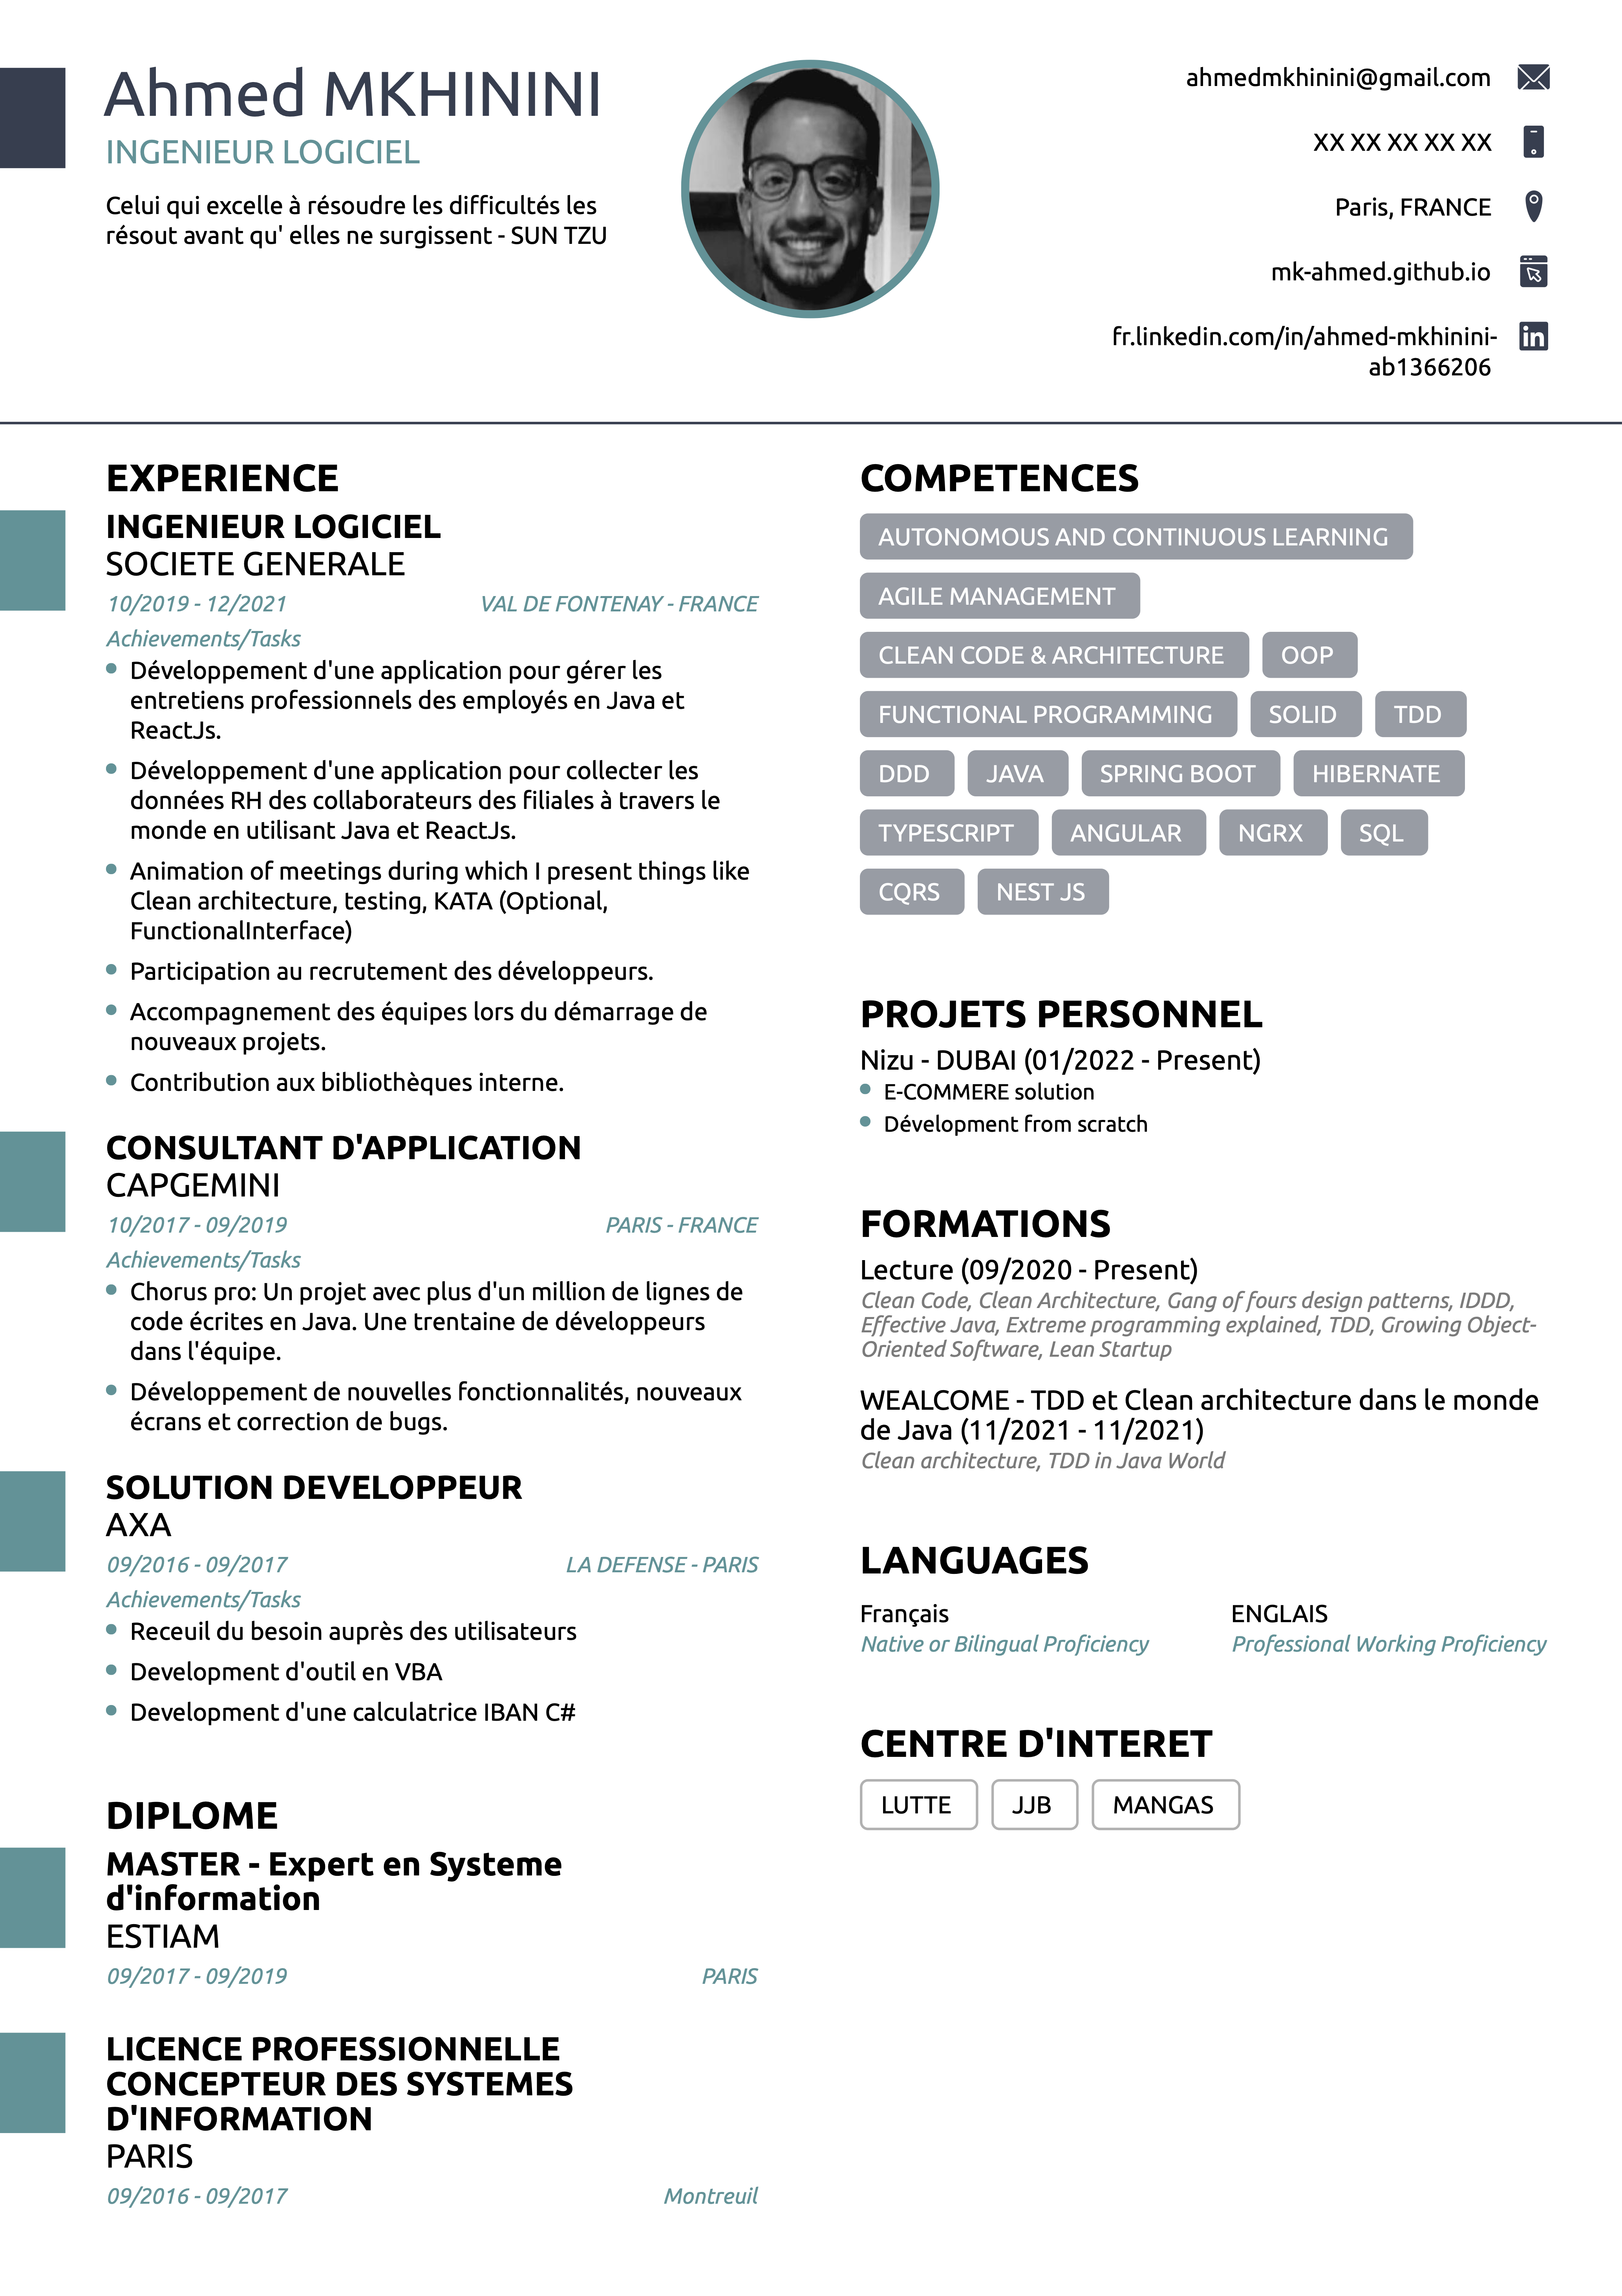 Ahmed MKHININI
INGENIEUR LOGICIEL
Celui qui excelle à résoudre les difficultés les
résout avant qu' elles ne surgissent - SUN TZU
ahmedmkhinini@gmail.com
XX XX XX XX XX
Paris, FRANCE
mk-ahmed.github.io
fr.linkedin.com/in/ahmed-mkhinini-
ab1366206
in
EXPERIENCE
INGENIEUR LOGICIEL
SOCIETE GENERALE
10/2019 - 12/2021 VAL DE FONTENAY - FRANCE
Achievements/Tasks
Développement d'une application pour gérer les
entretiens professionnels des employés en Java et
ReactJs.
Développement d'une application pour collecter les
données RH des collaborateurs des filiales à travers le
monde en utilisant Java et ReactJs.
Animation of meetings during which I present things like
Clean architecture, testing, KATA (Optional,
FunctionalInterface)
Participation au recrutement des développeurs.
Accompagnement des équipes lors du démarrage de
nouveaux projets.
Contribution aux bibliothèques interne.
CONSULTANT D'APPLICATION
CAPGEMINI
10/2017 - 09/2019 PARIS - FRANCE
Achievements/Tasks
Chorus pro: Un projet avec plus d'un million de lignes de
code écrites en Java. Une trentaine de développeurs
dans l'équipe.
Développement de nouvelles fonctionnalités, nouveaux
écrans et correction de bugs.
SOLUTION DEVELOPPEUR
AXA
09/2016 - 09/2017 LA DEFENSE - PARIS
Achievements/Tasks
Receuil du besoin auprès des utilisateurs
Development d'outil en VBA
Development d'une calculatrice IBAN C#
DIPLOME
MASTER - Expert en Systeme
d'information
ESTIAM
09/2017 - 09/2019 PARIS
LICENCE PROFESSIONNELLE
CONCEPTEUR DES SYSTEMES
D'INFORMATION
PARIS
09/2016 - 09/2017 Montreuil
COMPETENCES
AUTONOMOUS AND CONTINUOUS LEARNING
AGILE MANAGEMENT
CLEAN CODE & ARCHITECTURE OOP
FUNCTIONAL PROGRAMMING SOLID TDD
DDD JAVA SPRING BOOT HIBERNATE
TYPESCRIPT ANGULAR NGRX SQL
CQRS NEST JS
PROJETS PERSONNEL
Nizu - DUBAI (01/2022 - Present)
E-COMMERE solution
Dévelopment from scratch
FORMATIONS
Lecture (09/2020 - Present)
Clean Code, Clean Architecture, Gang of fours design patterns, IDDD,
Effective Java, Extreme programming explained, TDD, Growing Object-
Oriented Software, Lean Startup
WEALCOME - TDD et Clean architecture dans le monde
de Java (11/2021 - 11/2021)
Clean architecture, TDD in Java World
LANGUAGES
Français ENGLAIS
Native or Bilingual Proficiency Professional Working Proficiency
CENTRE D'INTERET
LUTTE JJB MANGAS